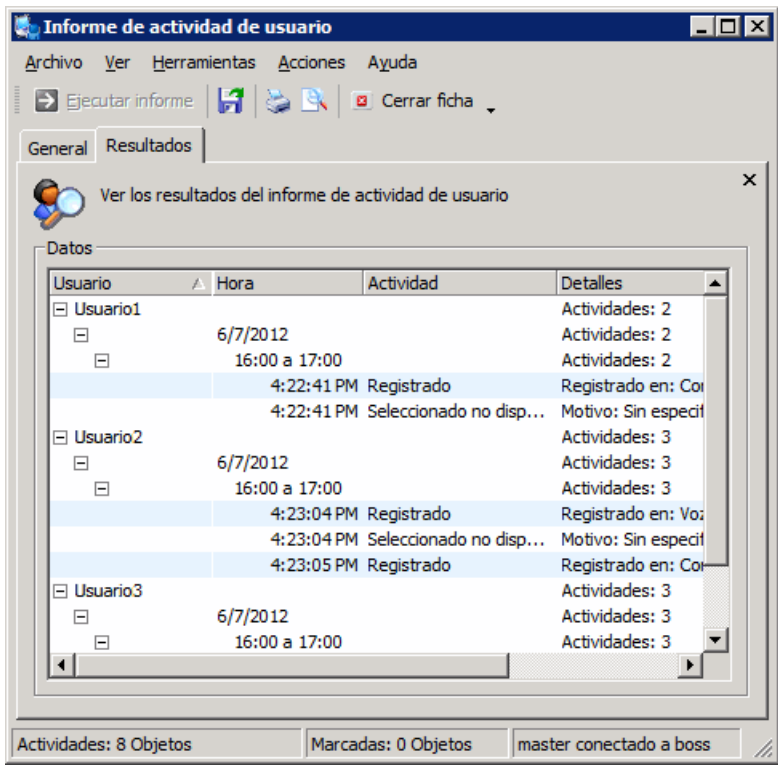 Informe de actividad de usuario
Archivo Ver Herramientas Acciones Ayuda
Ejecutar informe Cerrar ficha
General Resultados
Ver los resultados del informe de actividad de usuario
Datos
Usuario Hora Actividad Detalles
Usuario1 Actividades: 2
6/7/2012 Actividades: 2
16:00 a 17:00 Actividades: 2
4:22:41 PM Registrado Registrado en:
4:22:41 PM Seleccionado no disp... Motivo: Sin especif
Usuario2 Actividades: 3
6/7/2012 Actividades: 3
16:00 a 17:00 Actividades: 3
4:23:04 PM Registrado Registrado en: Voz
4:23:04 PM Seleccionado no disp... Motivo: Sin especif
4:23:05 PM Registrado Registrado en:
Usuario3 Actividades: 3
6/7/2012 Actividades: 3
16:00 a 17:00 Actividades: 3
Actividades: 8 Objetos Marcadas: 0 Objetos master conectado a boss